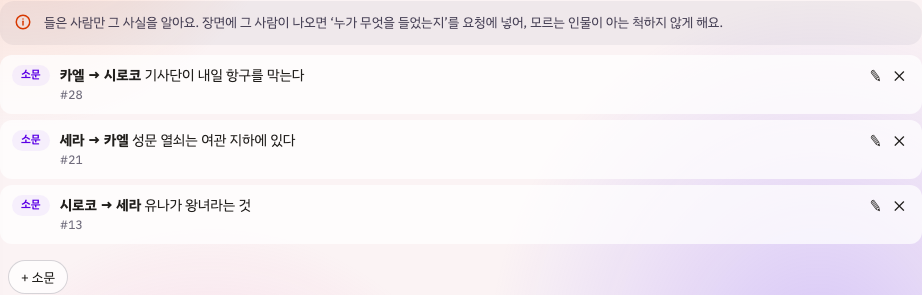 들은 사람만 그 사실을 알아요. 장면에 그 사람이 나오면 ‘누가 무엇을 들었는지’를 요청에 넣어, 모르는 인물이 아는 척하지 않게 해요.
소문 카엘 → 시로코 기사단이 내일 항구를 막는다
#28
소문 세라 → 카엘 성문 열쇠는 여관 지하에 있다
#21
소문 시로코 → 세라 유나가 왕녀라는 것
#13
+ 소문